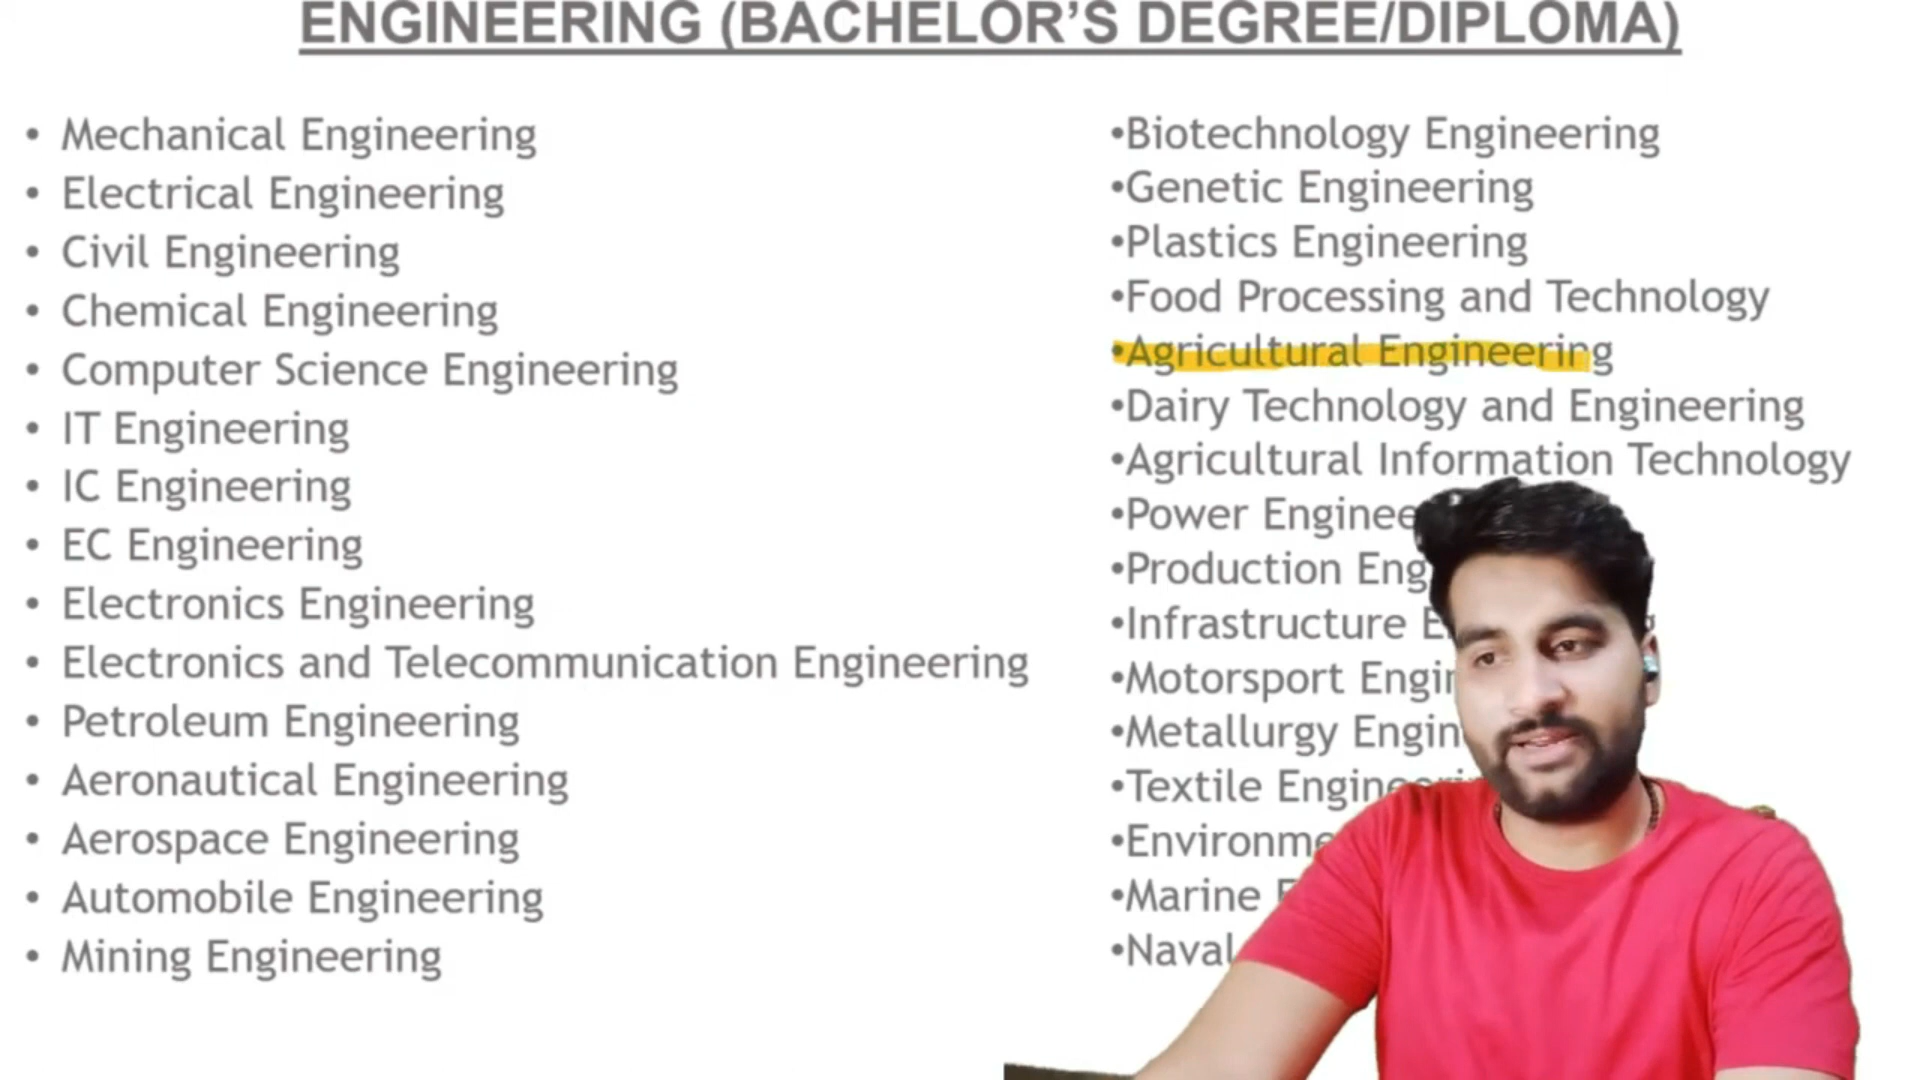 ENGINEERING (BACHELOR'S DEGREE/DIPLOMA)
• Mechanical Engineering
• Electrical Engineering
• Civil Engineering
• Chemical Engineering
• Computer Science Engineering
• IT Engineering
• IC Engineering
• EC Engineering
• Electronics Engineering
• Electronics and Telecommunication Engineering
• Petroleum Engineering
• Aeronautical Engineering
• Aerospace Engineering
• Automobile Engineering
• Mining Engineering
•Biotechnology Engineering
•Genetic Engineering
•Plastics Engineering
•Food Processing and Technology
•Agricultural Engineering
•Dairy Technology and Engineering
•Agricultural Information Technology
•Power
•Production
•Infrastructure
•Motorsport
•Metallurgy
•Textile
•Marine
•Naval